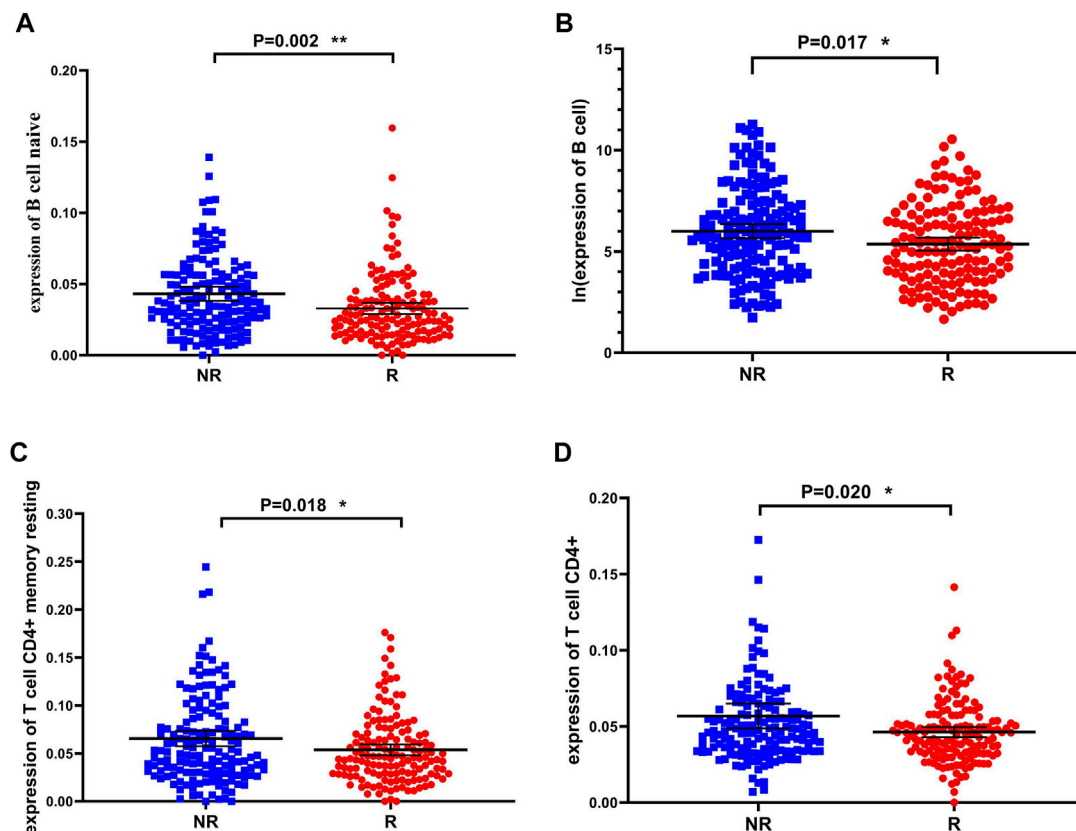 A
P=0.002 **
expression of B cell naive
0.20
0.15
0.10
0.05
0.00
NR
R
B
P=0.017 *
ln(expression of B cell)
15
10
5
0
NR
R
C
P=0.018 *
expression of T cell CD4+ memory resting
0.30
0.25
0.20
0.15
0.10
0.05
0.00
NR
R
D
P=0.020 *
expression of T cell CD4+
0.20
0.15
0.10
0.05
0.00
NR
R